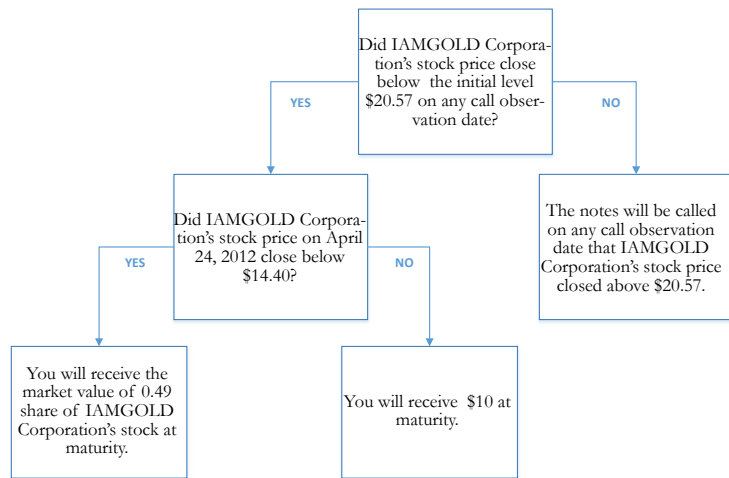 Did IAMGOLD Corpora-
tion's stock price close
below the initial level
$20.57 on any call obser-
vation date?
YES
NO
Did IAMGOLD Corpora-
tion's stock price on April
24, 2012 close below
$14.40?
The notes will be called
on any call observation
date that IAMGOLD
Corporation's stock price
closed above $20.57.
YES
NO
You will receive the
market value of 0.49
share of IAMGOLD
Corporation's stock at
maturity.
You will receive $10 at
maturity.